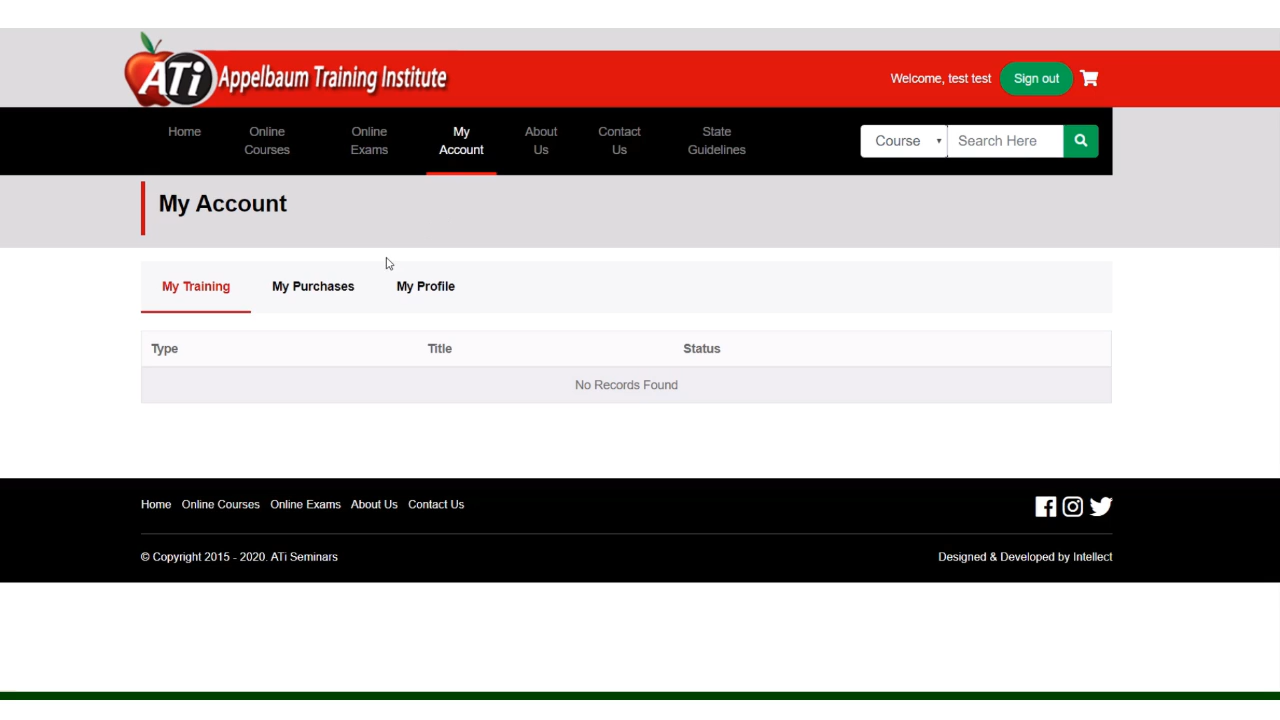 ATi Appelbaum Training Institute
Welcome, test test Sign out
Home Online Courses Online Exams My Account About Us Contact Us State Guidelines Course Search Here
My Account
My Training My Purchases My Profile
Type Title Status
No Records Found
Home Online Courses Online Exams About Us Contact Us
© Copyright 2015 - 2020. ATi Seminars Designed & Developed by Intellect